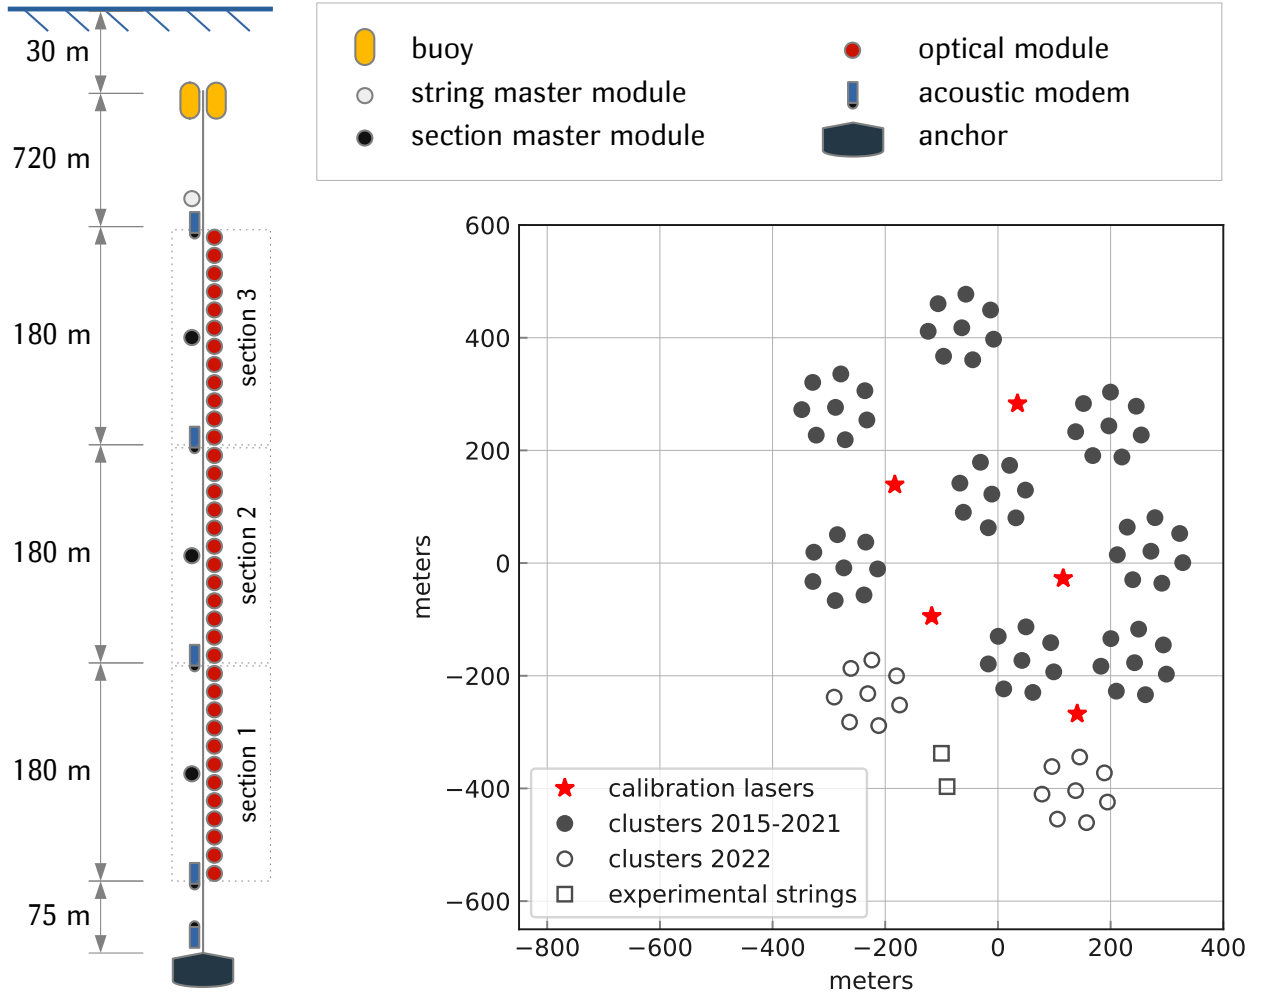 30 m
720 m
180 m
section 3
180 m
section 2
180 m
section 1
75 m
buoy
string master module
section master module
optical module
acoustic modem
anchor
600
400
200
0
−200
−400
−600
meters
−800
−600
−400
−200
0
200
400
meters
calibration lasers
clusters 2015-2021
clusters 2022
experimental strings